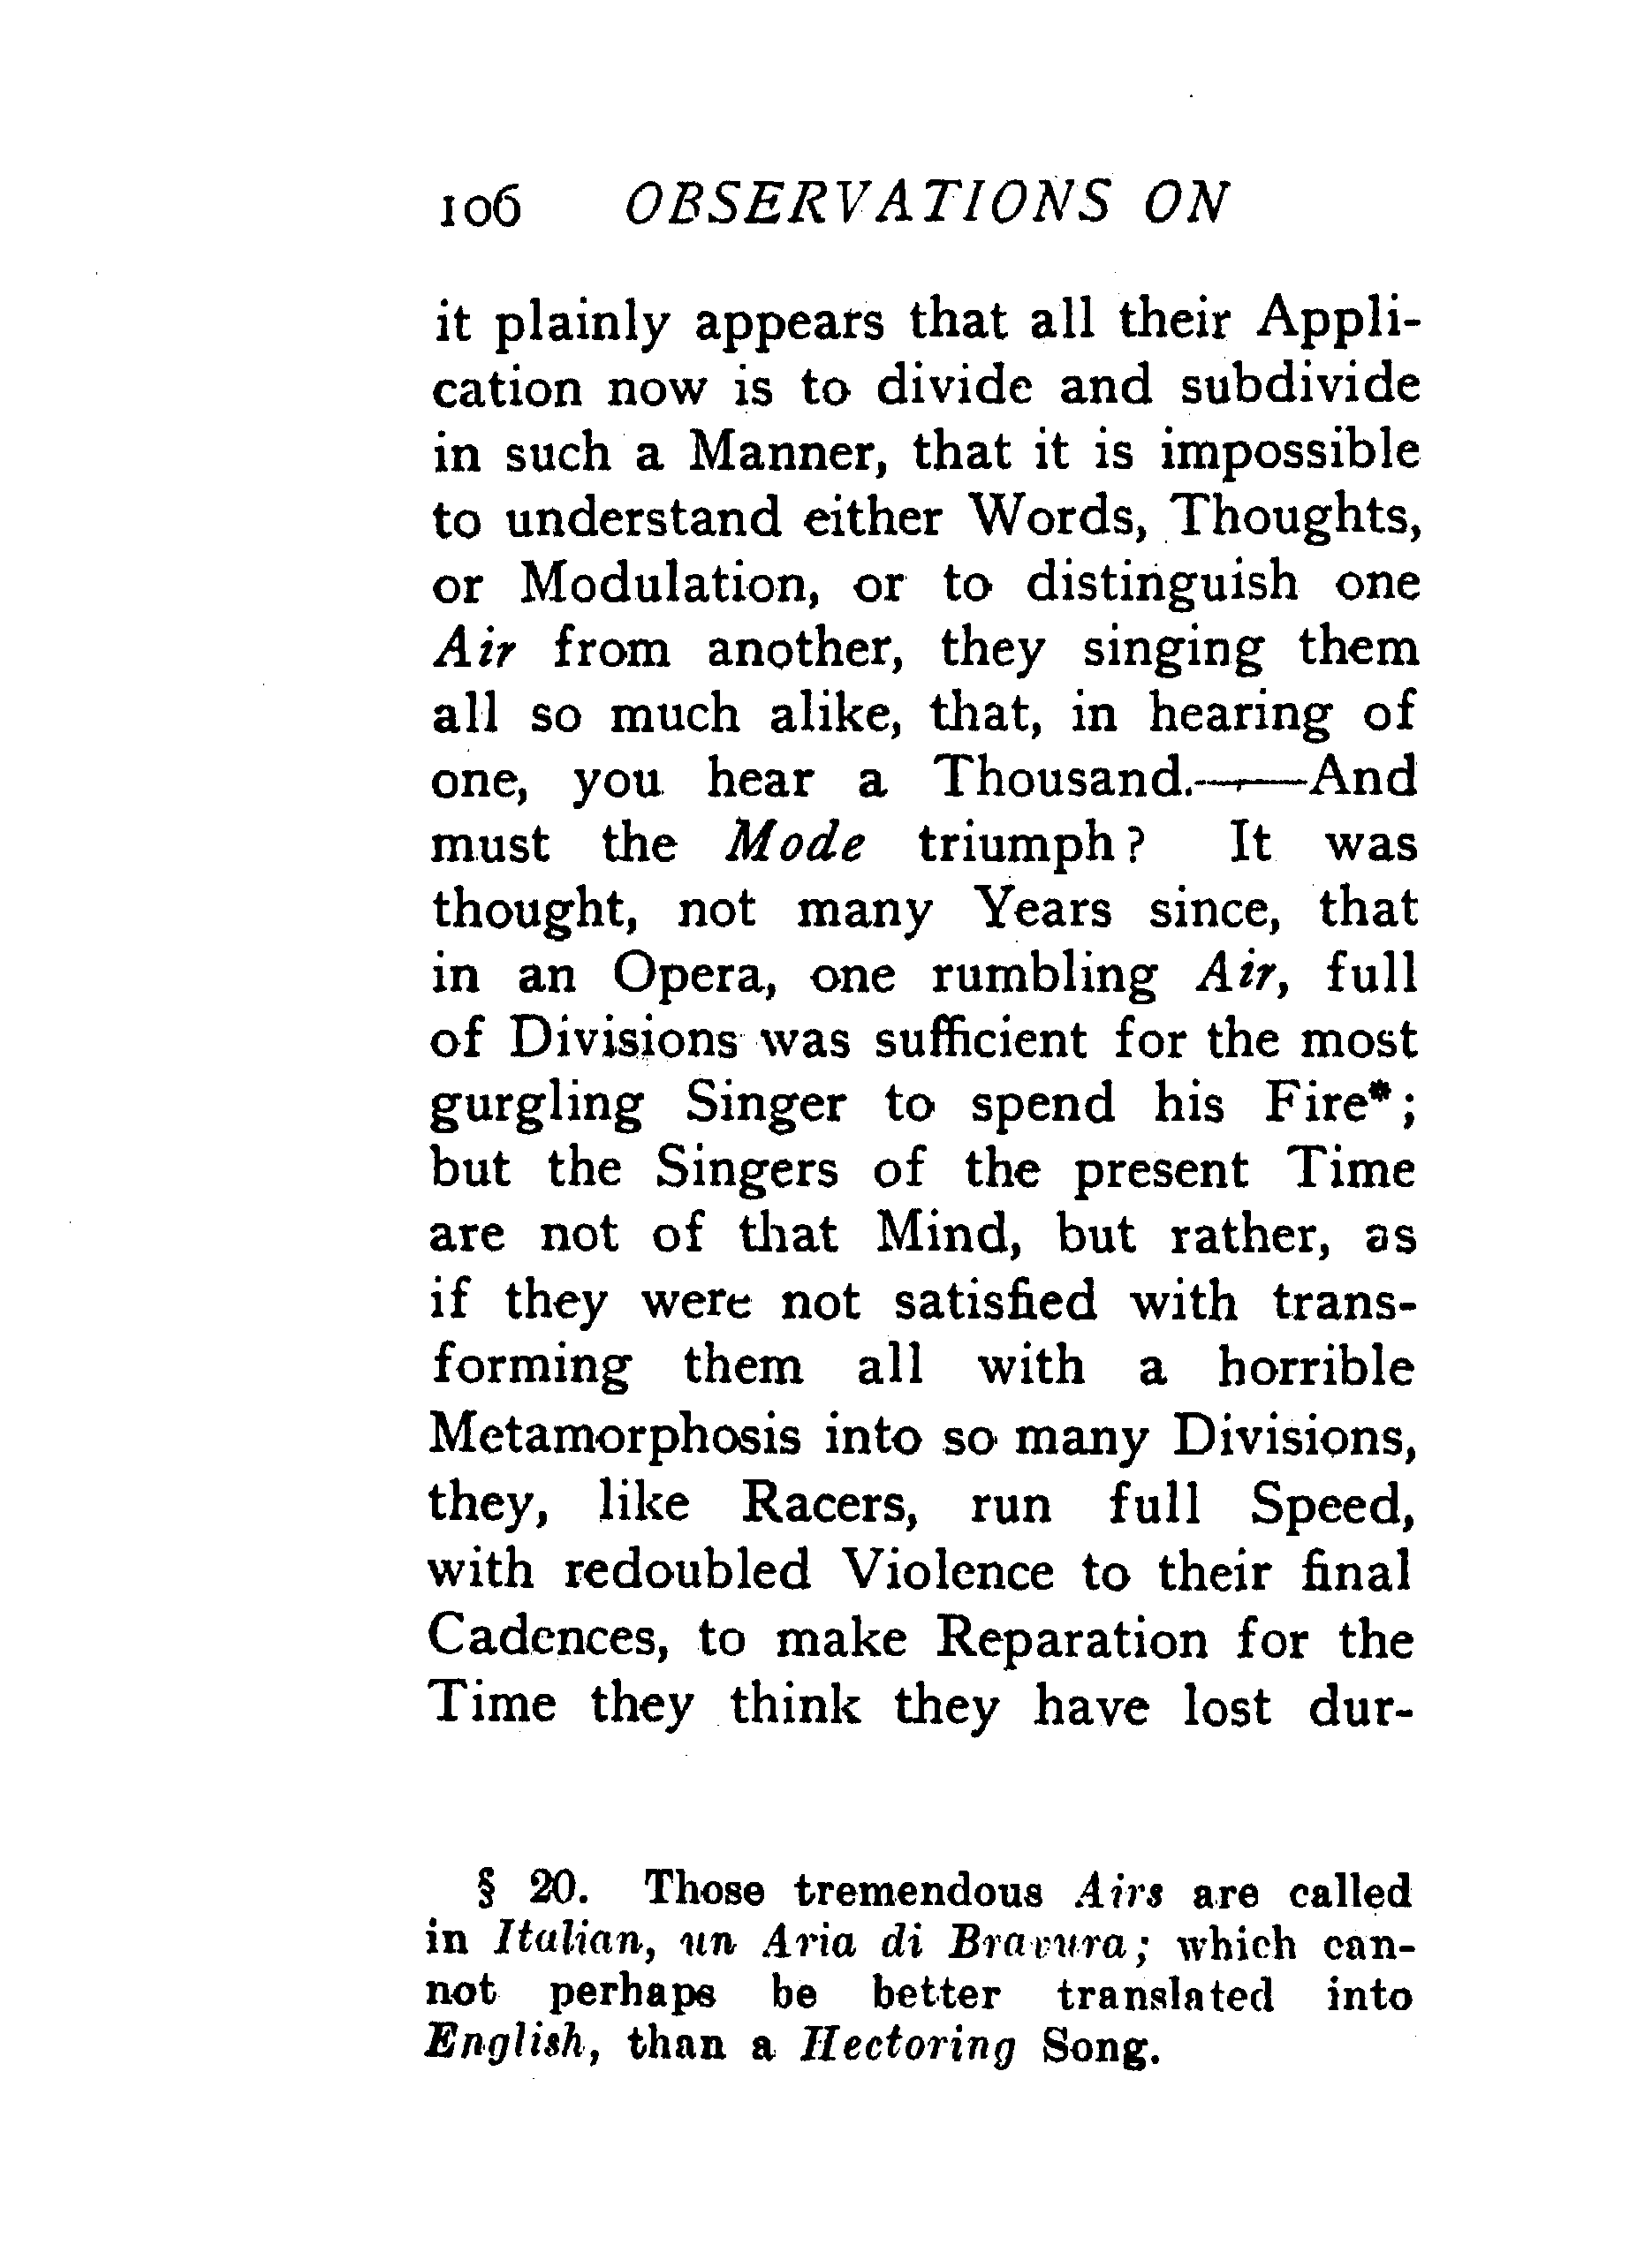 106 OBSERVATIONS ON
it plainly appears that all their Appli-
cation now is to divide and subdivide
in such a Manner, that it is impossible
to understand either Words, Thoughts,
or Modulation, or to distinguish one
Air from another, they singing them
all so much alike, that, in hearing of
one, you hear a Thousand.——And
must the Mode triumph? It was
thought, not many Years since, that
in an Opera, one rumbling Air, full
of Divisions was sufficient for the most
gurgling Singer to spend his Fire*;
but the Singers of the present Time
are not of that Mind, but rather, as
if they were not satisfied with trans-
forming them all with a horrible
Metamorphosis into so many Divisions,
they, like Racers, run full Speed,
with redoubled Violence to their final
Cadences, to make Reparation for the
Time they think they have lost dur-
§ 20. Those tremendous Airs are called
in Italian, un Aria di Bravura; which can-
not perhaps be better translated into
English, than a Hectoring Song.